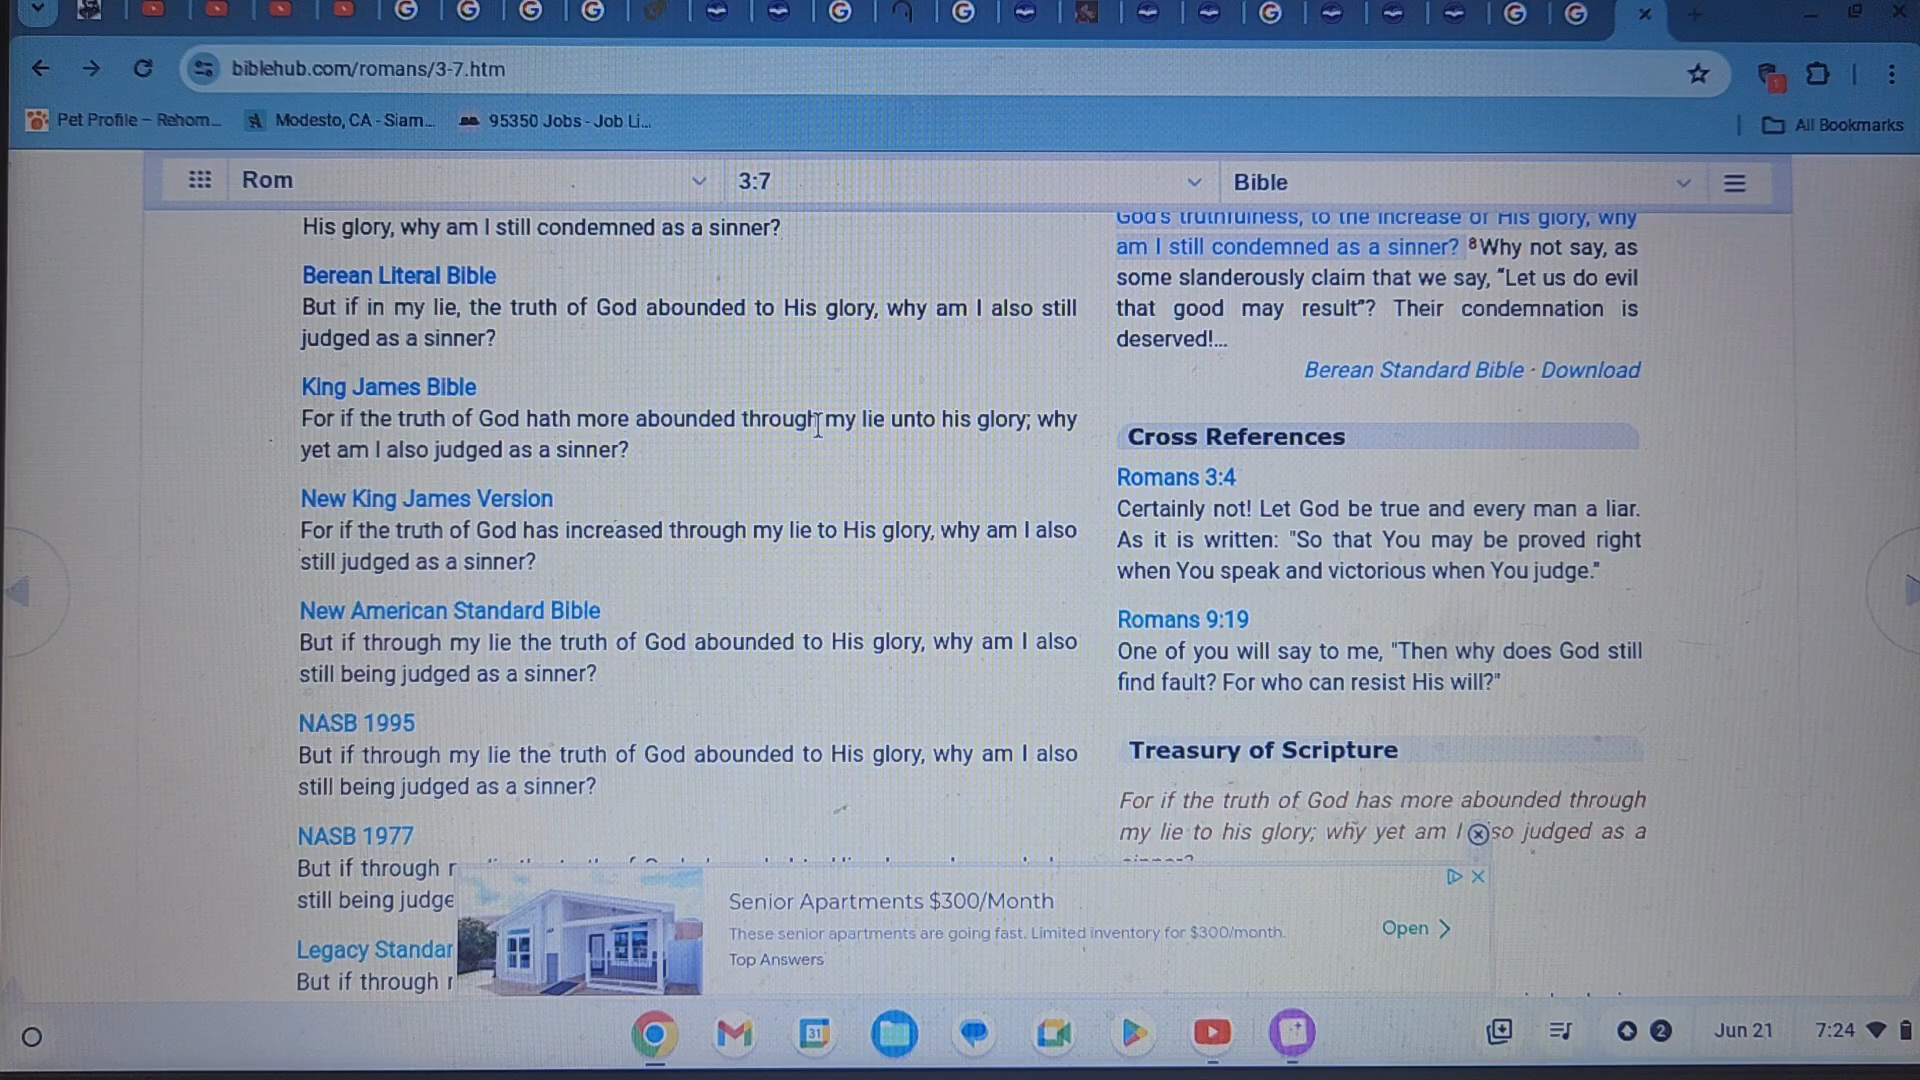 biblehub.com/romans/3-7.htm
Pet Profile – Rehom...
Modesto, CA - Siam...
95350 Jobs - Job Li...
All Bookmarks
Rom
3:7
Bible
His glory, why am I still condemned as a sinner?
Berean Literal Bible
But if in my lie, the truth of God abounded to His glory, why am I also still
judged as a sinner?
King James Bible
For if the truth of God hath more abounded through my lie unto his glory; why
yet am I also judged as a sinner?
New King James Version
For if the truth of God has increased through my lie to His glory, why am I also
still judged as a sinner?
New American Standard Bible
But if through my lie the truth of God abounded to His glory, why am I also
still being judged as a sinner?
NASB 1995
But if through my lie the truth of God abounded to His glory, why am I also
still being judged as a sinner?
NASB 1977
But if through
still being judge
Legacy Standar
But if through
God's truthfulness, to the increase of His glory, why
am I still condemned as a sinner? 8Why not say, as
some slanderously claim that we say, "Let us do evil
that good may result"? Their condemnation is
deserved!...
Berean Standard Bible · Download
Cross References
Romans 3:4
Certainly not! Let God be true and every man a liar.
As it is written: "So that You may be proved right
when You speak and victorious when You judge."
Romans 9:19
One of you will say to me, "Then why does God still
find fault? For who can resist His will?"
Treasury of Scripture
For if the truth of God has more abounded through
my lie to his glory; why yet am I so judged as a
Senior Apartments $300/Month
These senior apartments are going fast. Limited inventory for $300/month.
Top Answers
Open
31
2
Jun 21
7:24